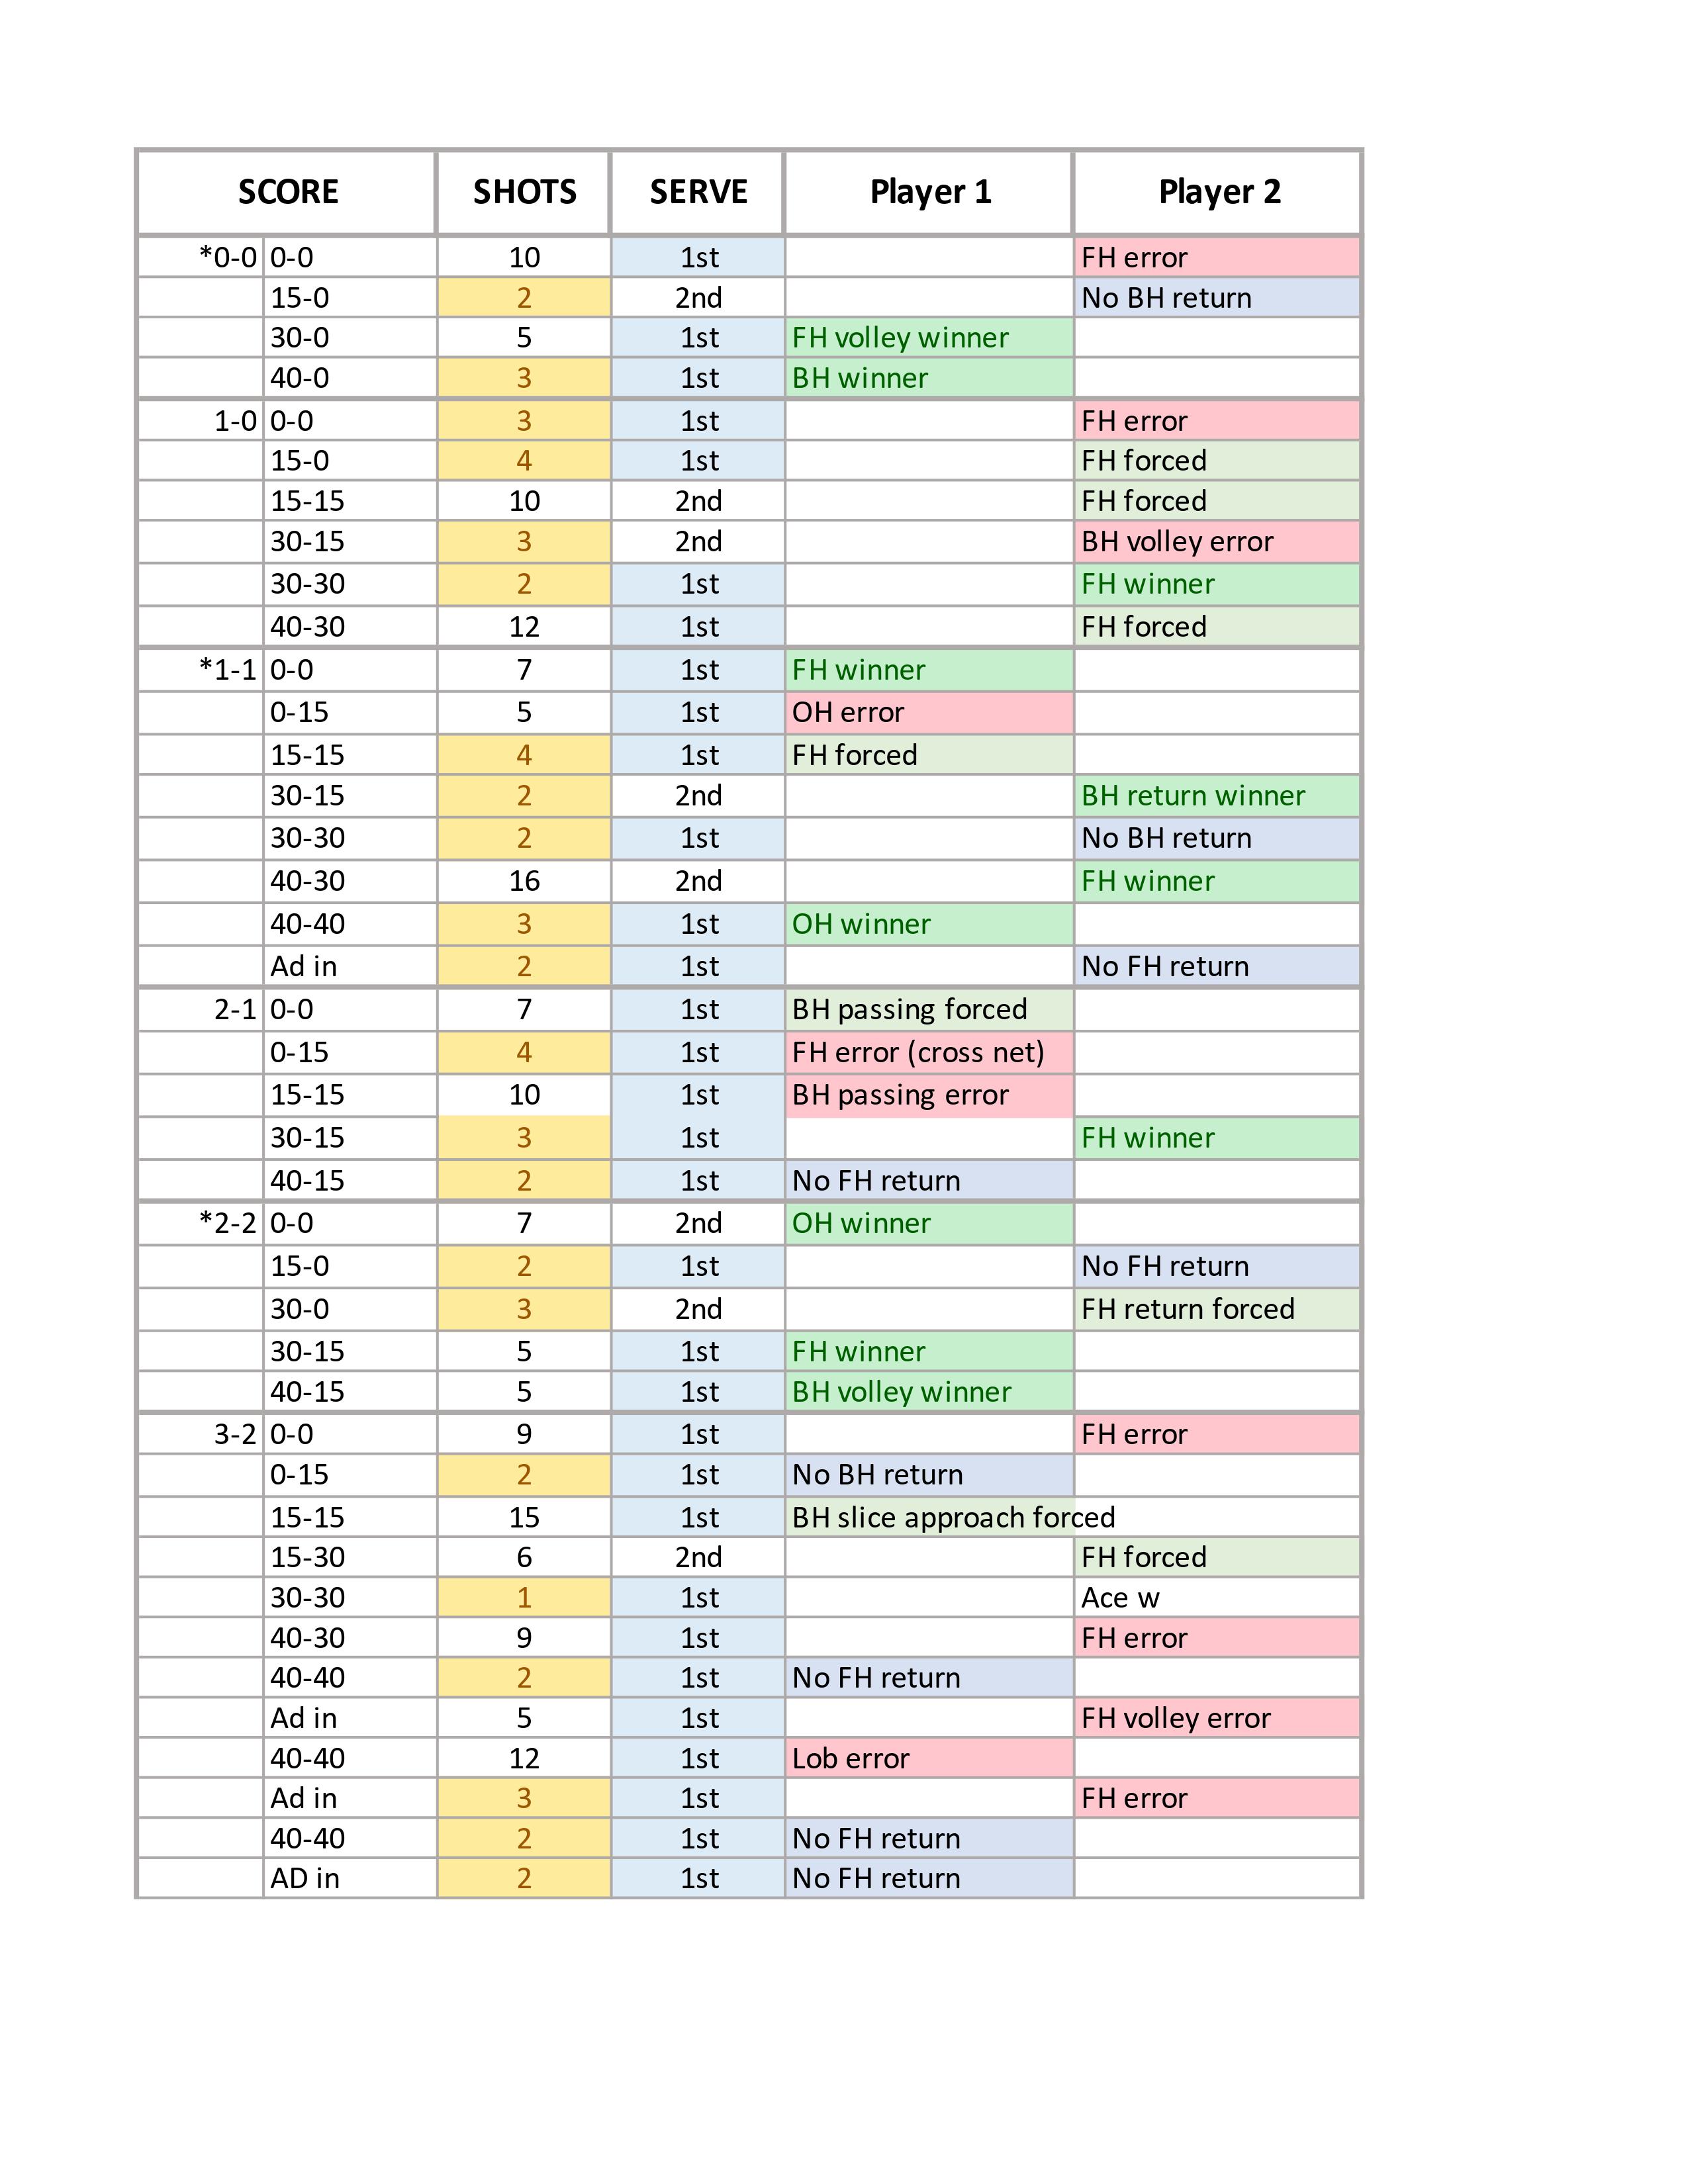 SCORE SHOTS SERVE Player 1 Player 2
*0-0 0-0 10 1st FH error
15-0 2 2nd No BH return
30-0 5 1st FH volley winner
40-0 3 1st BH winner
1-0 0-0 3 1st FH error
15-0 4 1st FH forced
15-15 10 2nd FH forced
30-15 3 2nd BH volley error
30-30 2 1st FH winner
40-30 12 1st FH forced
*1-1 0-0 7 1st FH winner
0-15 5 1st OH error
15-15 4 1st FH forced
30-15 2 2nd BH return winner
30-30 2 1st No BH return
40-30 16 2nd FH winner
40-40 3 1st OH winner
Ad in 2 1st No FH return
2-1 0-0 7 1st BH passing forced
0-15 4 1st FH error (cross net)
15-15 10 1st BH passing error
30-15 3 1st FH winner
40-15 2 1st No FH return
*2-2 0-0 7 2nd OH winner
15-0 2 1st No FH return
30-0 3 2nd FH return forced
30-15 5 1st FH winner
40-15 5 1st BH volley winner
3-2 0-0 9 1st FH error
0-15 2 1st No BH return
15-15 15 1st BH slice approach forced
15-30 6 2nd FH forced
30-30 1 1st Ace w
40-30 9 1st FH error
40-40 2 1st No FH return
Ad in 5 1st FH volley error
40-40 12 1st Lob error
Ad in 3 1st FH error
40-40 2 1st No FH return
AD in 2 1st No FH return